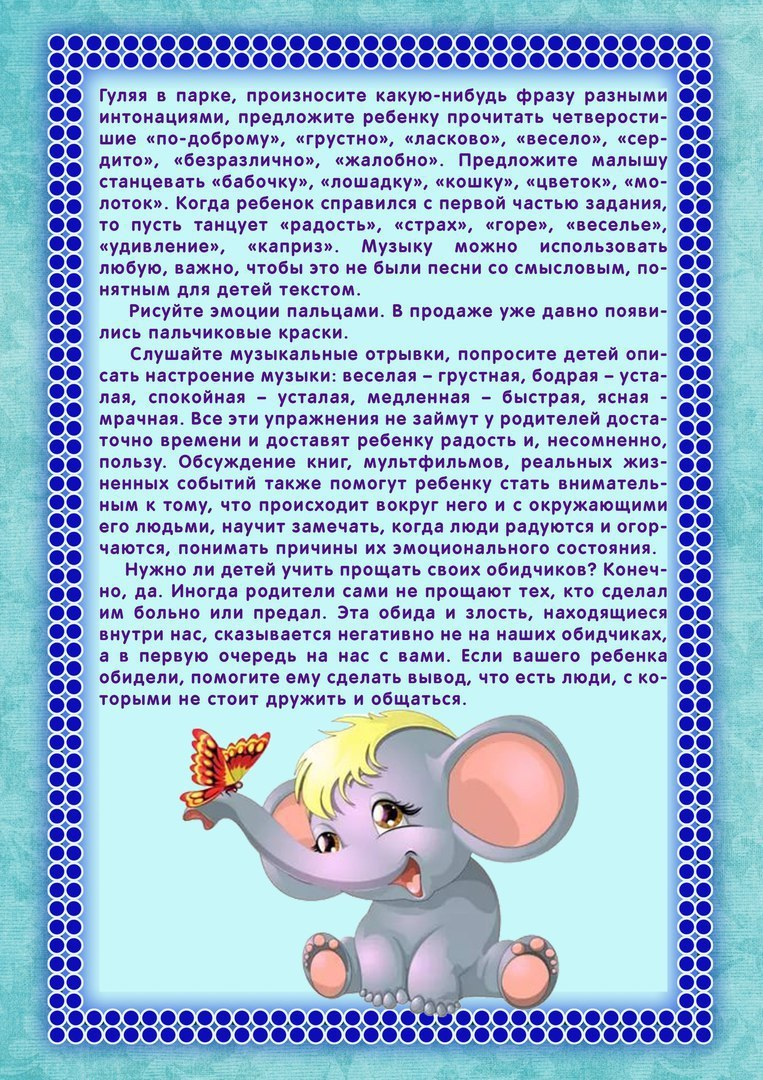 Гуляя в парке, произносите какую-нибудь фразу разными
интонациями, предложите ребенку прочитать четверости-
шие «по-доброму», «грустно», «ласково», «весело», «сер-
дито», «безразлично», «жалобно». Предложите малышу
станцевать «бабочку», «лошадку», «кошку», «цветок», «мо-
лоток». Когда ребенок справился с первой частью задания,
то пусть танцует «радость», «страх», «горе», «веселье»,
«удивление», «каприз». Музыку можно использовать
любую, важно, чтобы это не были песни со смысловым, по-
нятным для детей текстом.
Рисуйте эмоции пальцами. В продаже уже давно появи-
лись пальчиковые краски.
Слушайте музыкальные отрывки, попросите детей опи-
сать настроение музыки: веселая – грустная, бодрая – уста-
лая, спокойная – усталая, медленная – быстрая, ясная -
мрачная. Все эти упражнения не займут у родителей доста-
точно времени и доставят ребенку радость и, несомненно,
пользу. Обсуждение книг, мультфильмов, реальных жиз-
ненных событий также помогут ребенку стать вниматель-
ным к тому, что происходит вокруг него и с окружающими
его людьми, научит замечать, когда люди радуются и огор-
чаются, понимать причины их эмоционального состояния.
Нужно ли детей учить прощать своих обидчиков? Конеч-
но, да. Иногда родители сами не прощают тех, кто сделал
им больно или предал. Эта обида и злость, находящиеся
внутри нас, сказывается негативно не на наших обидчиках,
а в первую очередь на нас с вами. Если вашего ребенка
обидели, помогите ему сделать вывод, что есть люди, с ко-
торыми не стоит дружить и общаться.